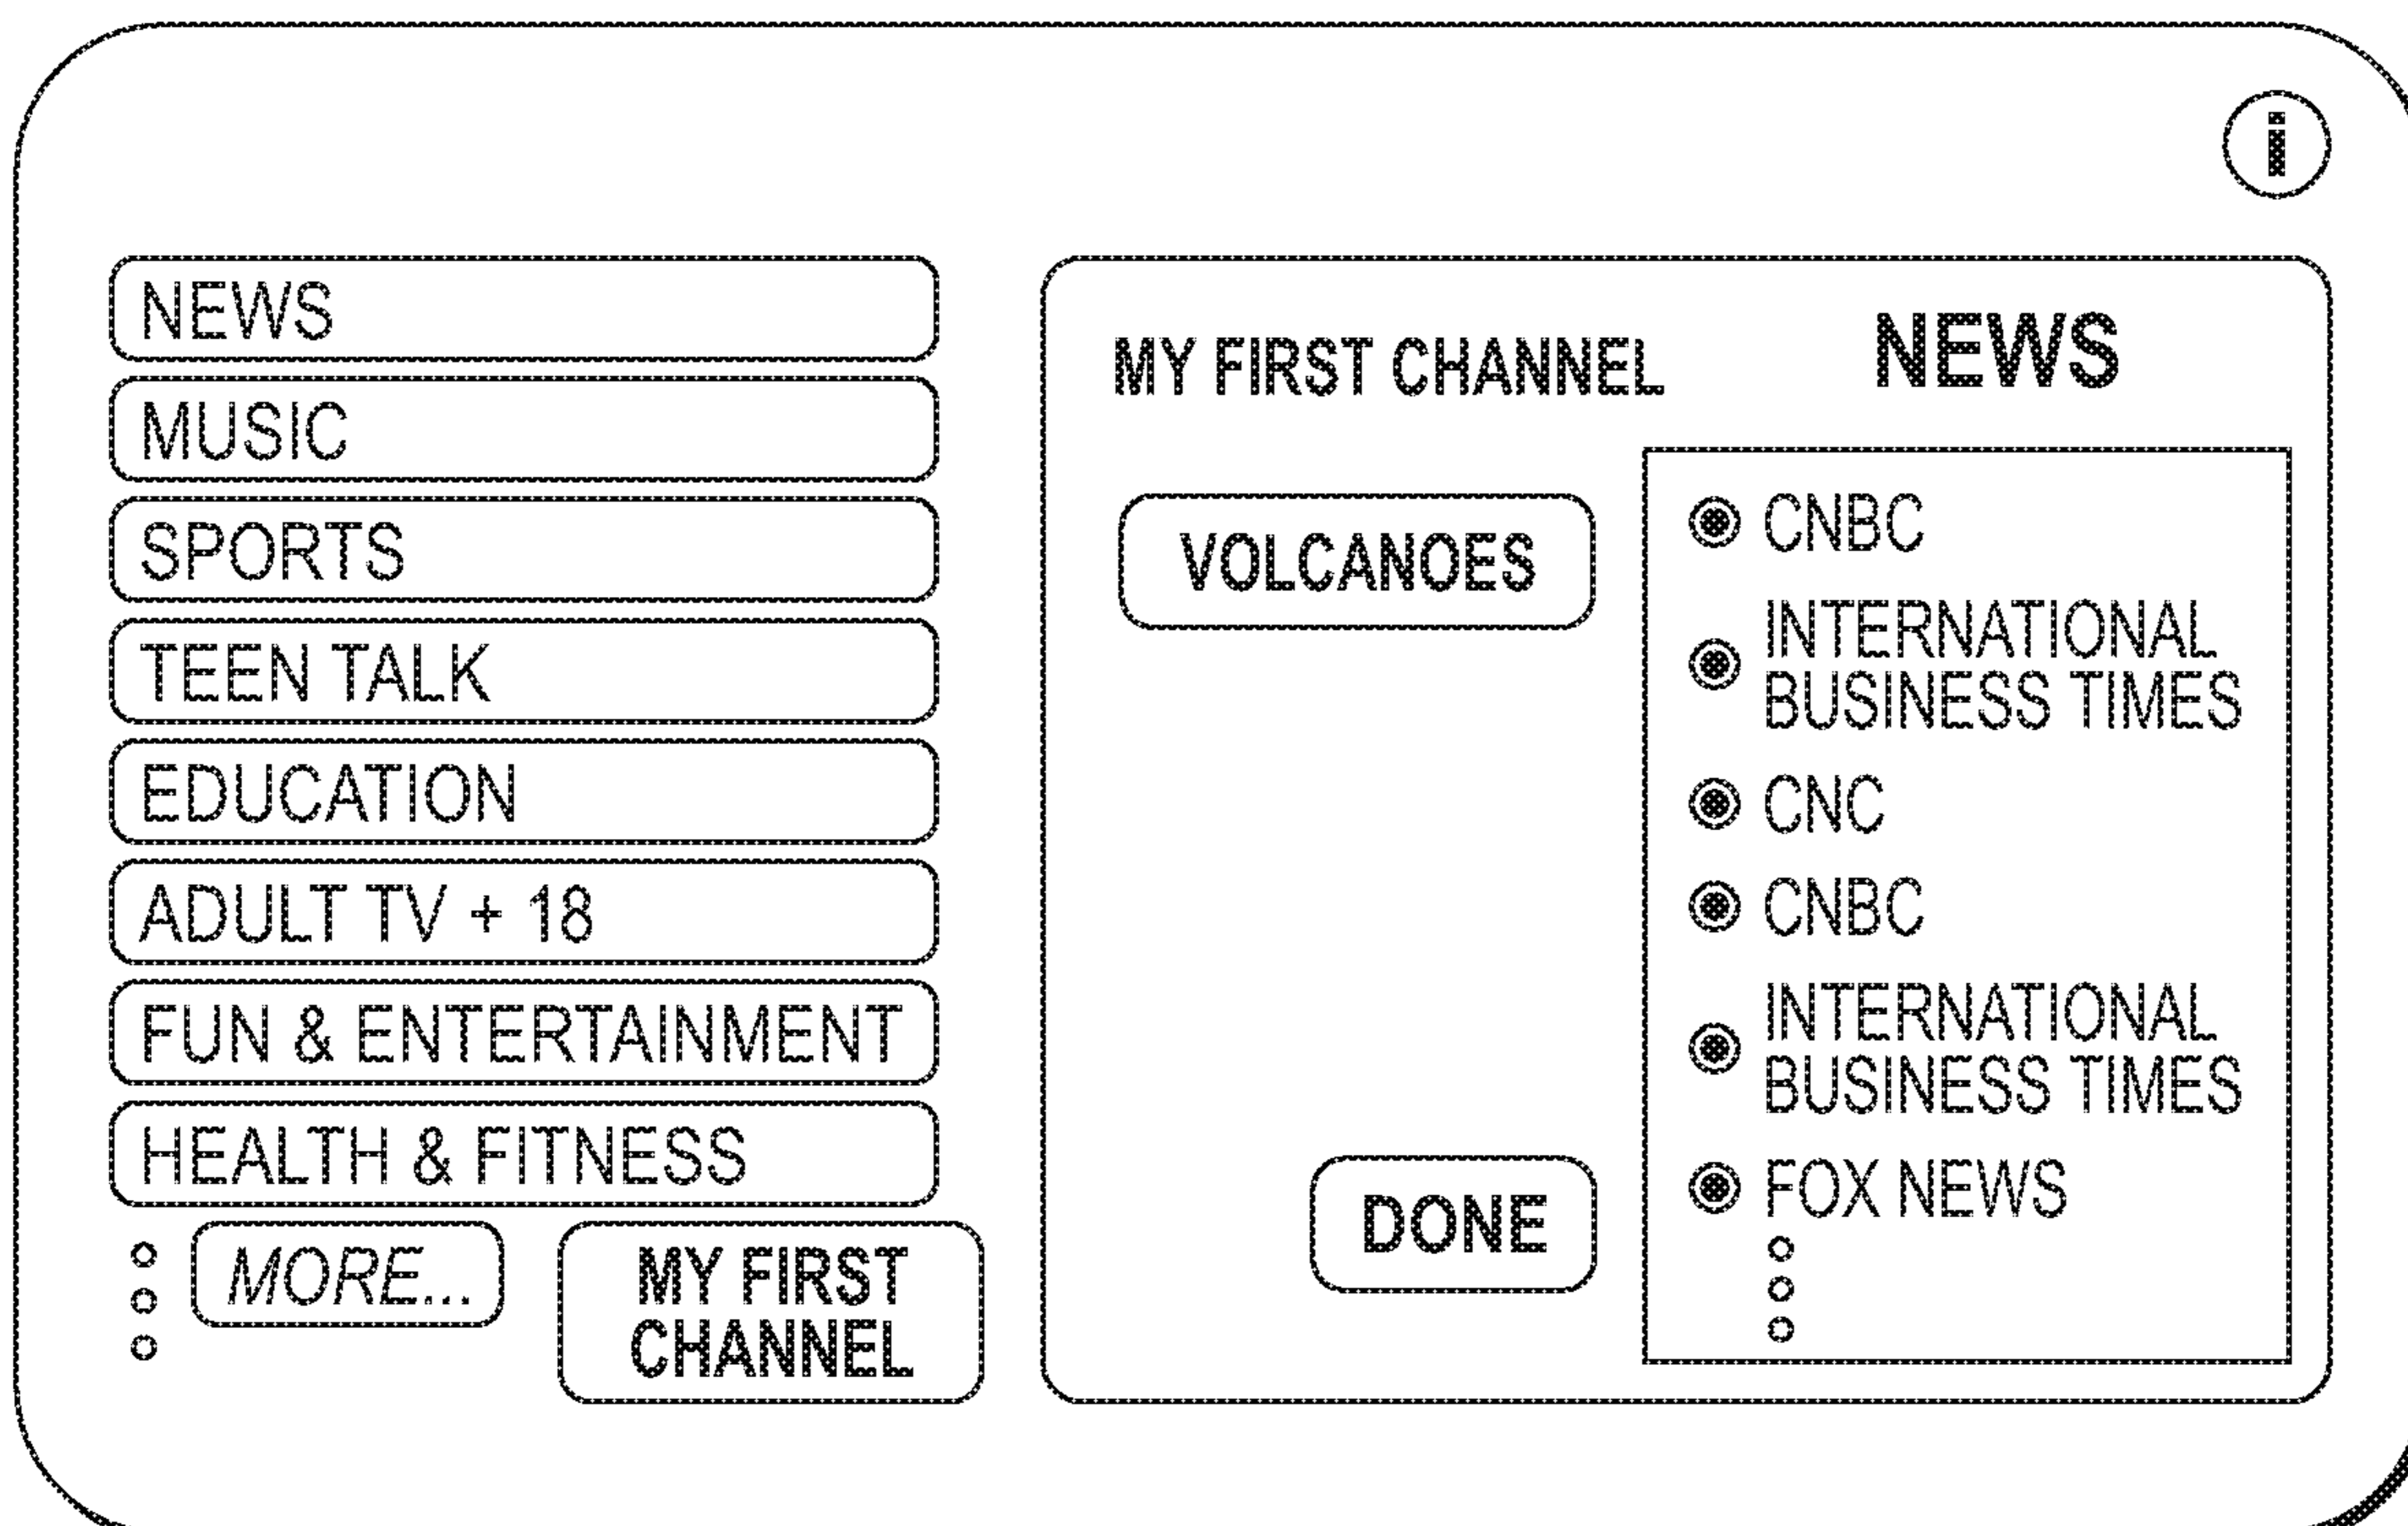 i
NEWS
MUSIC
SPORTS
TEEN TALK
EDUCATION
ADULT TV + 18
FUN & ENTERTAINMENT
HEALTH & FITNESS
MORE...
MY FIRST
CHANNEL
MY FIRST CHANNEL
NEWS
VOLCANOES
DONE
CNBC
INTERNATIONAL
BUSINESS TIMES
CNC
CNBC
INTERNATIONAL
BUSINESS TIMES
FOX NEWS